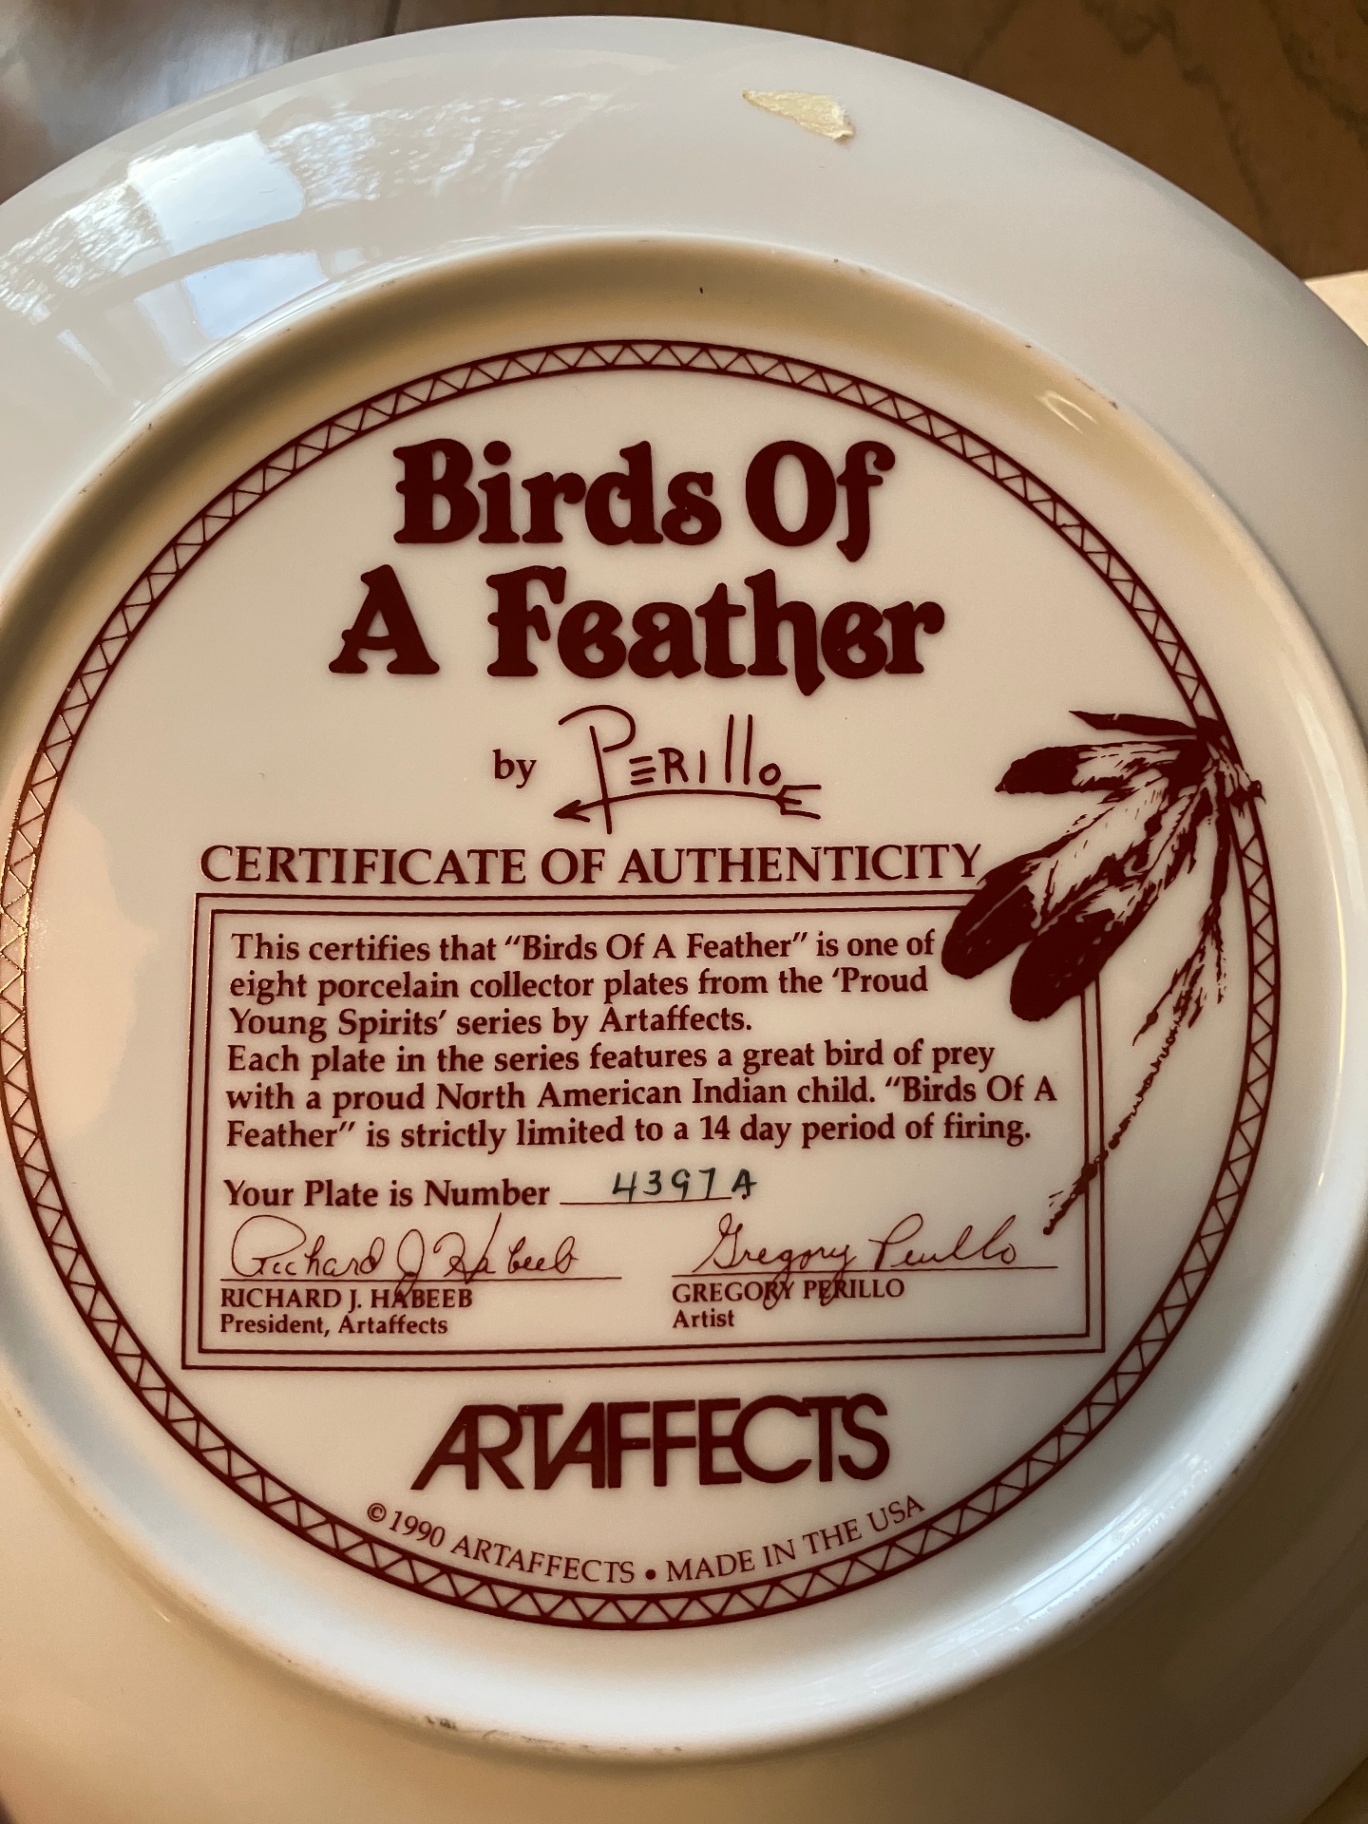 Birds Of
A Feather
by PERIllO
CERTIFICATE OF AUTHENTICITY
This certifies that “Birds Of A Feather” is one of
eight porcelain collector plates from the ‘Proud
Young Spirits’ series by Artaffects.
Each plate in the series features a great bird of prey
with a proud North American Indian child. “Birds Of A
Feather” is strictly limited to a 14 day period of firing.
Your Plate is Number 4397A
Richard J. Habeeb Gregory Perillo
RICHARD J. HABEEB GREGORY PERILLO
President, Artaffects Artist
ARTAFFECTS
© 1990 ARTAFFECTS • MADE IN THE USA